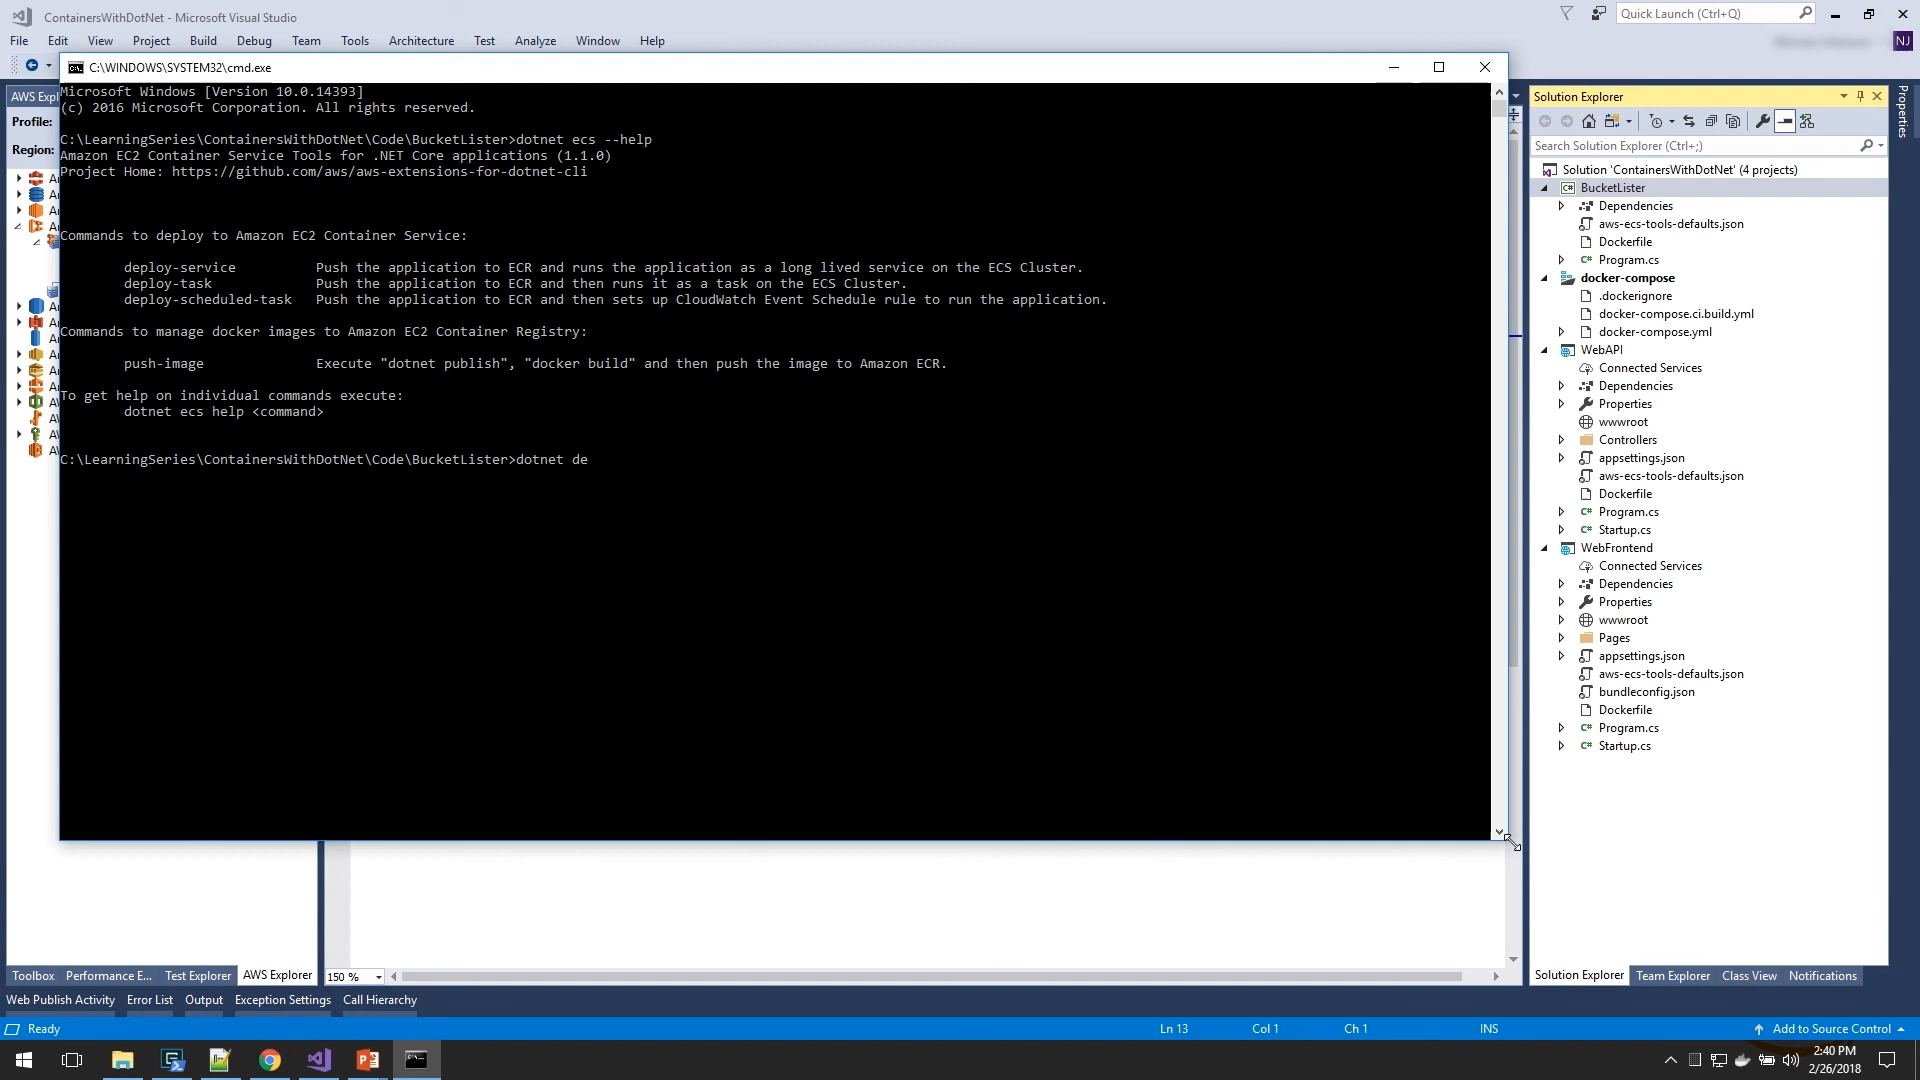 ContainersWithDotNet - Microsoft Visual Studio
Quick Launch (Ctrl+Q)
File Edit View Project Build Debug Team Tools Architecture Test Analyze Window Help
NJ
C:\WINDOWS\SYSTEM32\cmd.exe
AWS Expl
Profile:
Region:
Microsoft Windows [Version 10.0.14393]
(c) 2016 Microsoft Corporation. All rights reserved.
C:\LearningSeries\ContainersWithDotNet\Code\BucketLister>dotnet ecs --help
Amazon EC2 Container Service Tools for .NET Core applications (1.1.0)
Project Home: https://github.com/aws/aws-extensions-for-dotnet-cli
Commands to deploy to Amazon EC2 Container Service:
deploy-service Push the application to ECR and runs the application as a long lived service on the ECS Cluster.
deploy-task Push the application to ECR and then runs it as a task on the ECS Cluster.
deploy-scheduled-task Push the application to ECR and then sets up CloudWatch Event Schedule rule to run the application.
Commands to manage docker images to Amazon EC2 Container Registry:
push-image Execute "dotnet publish", "docker build" and then push the image to Amazon ECR.
To get help on individual commands execute:
dotnet ecs help <command>
C:\LearningSeries\ContainersWithDotNet\Code\BucketLister>dotnet de
Solution Explorer
Properties
Search Solution Explorer (Ctrl+;)
Solution 'ContainersWithDotNet' (4 projects)
BucketLister
Dependencies
aws-ecs-tools-defaults.json
Dockerfile
Program.cs
docker-compose
.dockerignore
docker-compose.ci.build.yml
docker-compose.yml
WebAPI
Connected Services
Dependencies
Properties
wwwroot
Controllers
appsettings.json
aws-ecs-tools-defaults.json
Dockerfile
Program.cs
Startup.cs
WebFrontend
Connected Services
Dependencies
Properties
wwwroot
Pages
appsettings.json
aws-ecs-tools-defaults.json
bundleconfig.json
Dockerfile
Program.cs
Startup.cs
Toolbox Performance E... Test Explorer AWS Explorer
150 %
Solution Explorer Team Explorer Class View Notifications
Web Publish Activity Error List Output Exception Settings Call Hierarchy
Ready Ln 13 Col 1 Ch 1 INS Add to Source Control
2:40 PM
2/26/2018